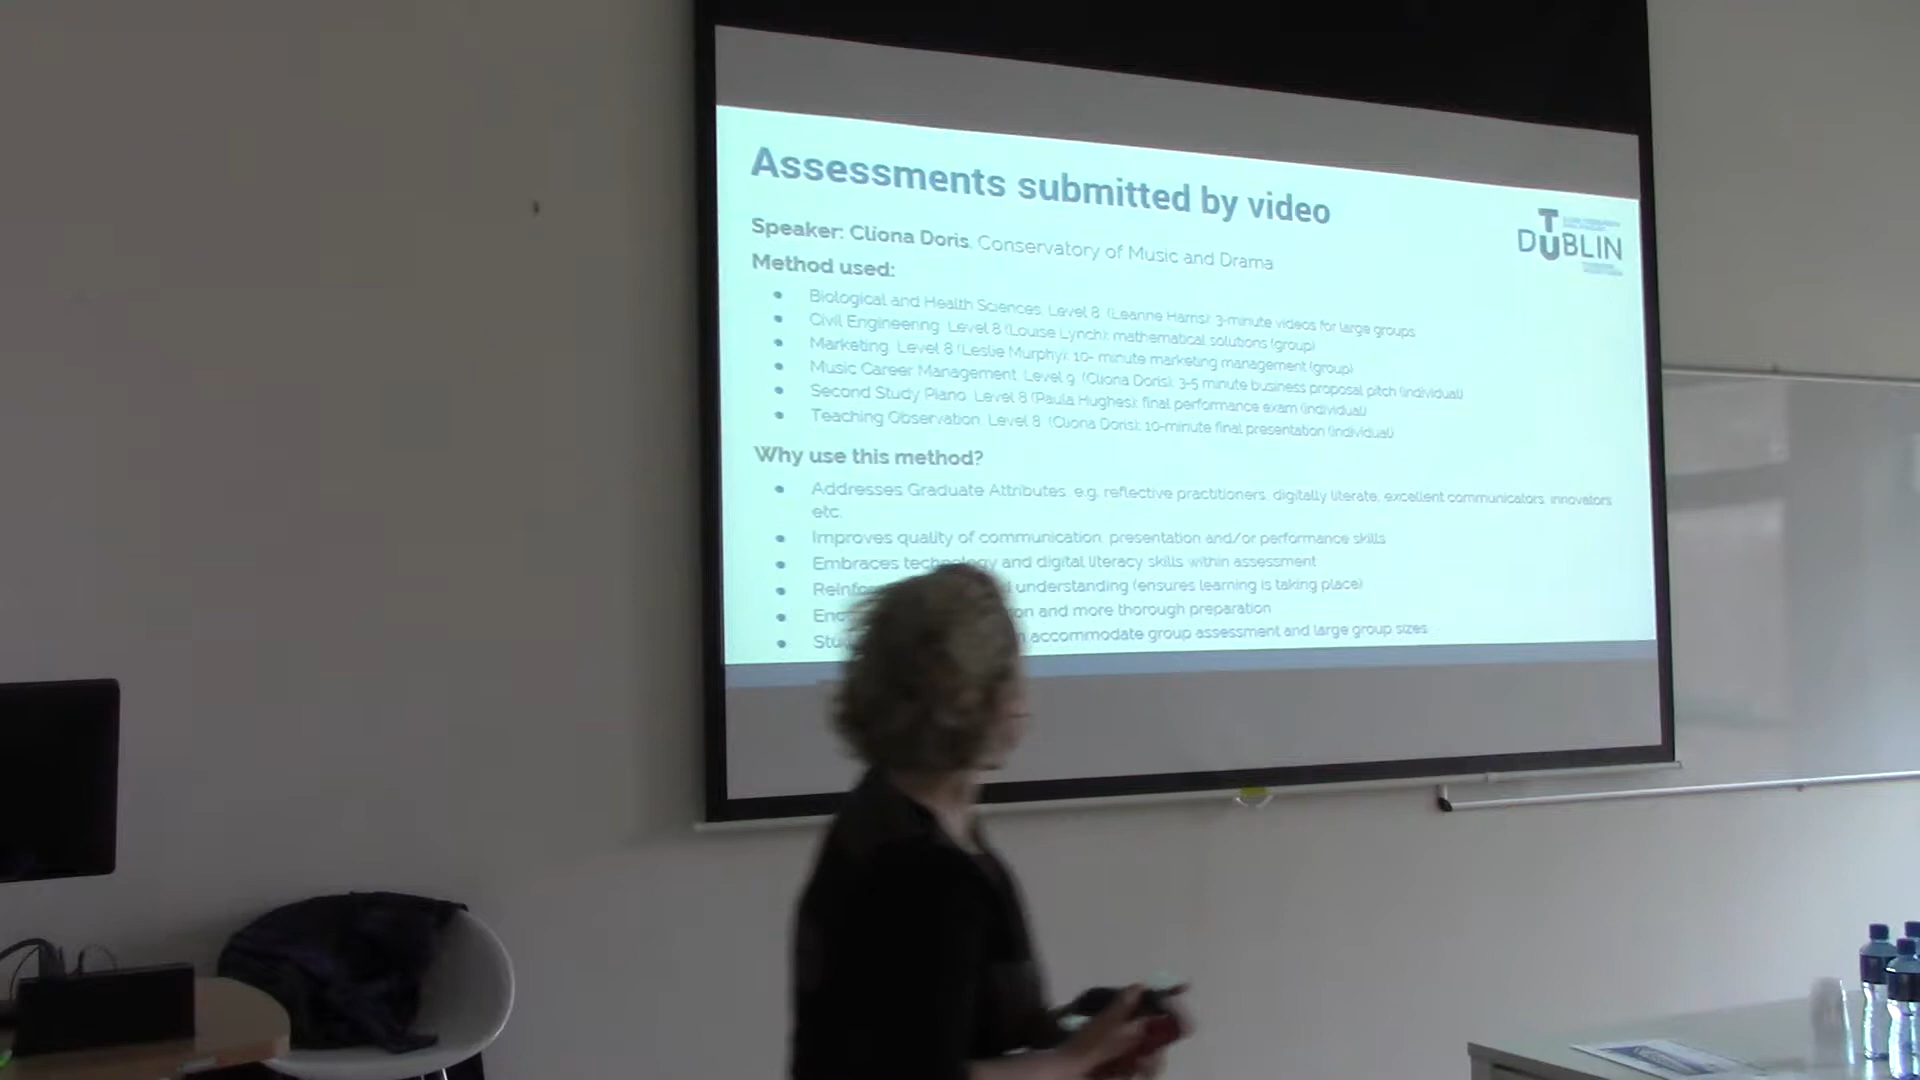 Assessments submitted by video
TU DUBLIN
Speaker: Clíona Doris, Conservatory of Music and Drama
Method used:
Biological and Health Sciences, Level 8, (Leanne Harris): 3-minute videos for large groups
Civil Engineering, Level 8 (Louise Lynch): mathematical solutions (group)
Marketing, Level 8 (Leslie Murphy): 10- minute marketing management (group)
Music Career Management, Level 9, (Clíona Doris): 3-5 minute business proposal pitch (individual)
Second Study Piano, Level 8 (Paula Hughes): final performance exam (individual)
Teaching Observation, Level 8, (Clíona Doris): 10-minute final presentation (individual)
Why use this method?
Addresses Graduate Attributes, e.g. reflective practitioners, digitally literate, excellent communicators, innovators,
etc.
Improves quality of communication, presentation and/or performance skills
Embraces technology and digital literacy skills within assessment
understanding (ensures learning is taking place)
and more thorough preparation
accommodate group assessment and large group sizes